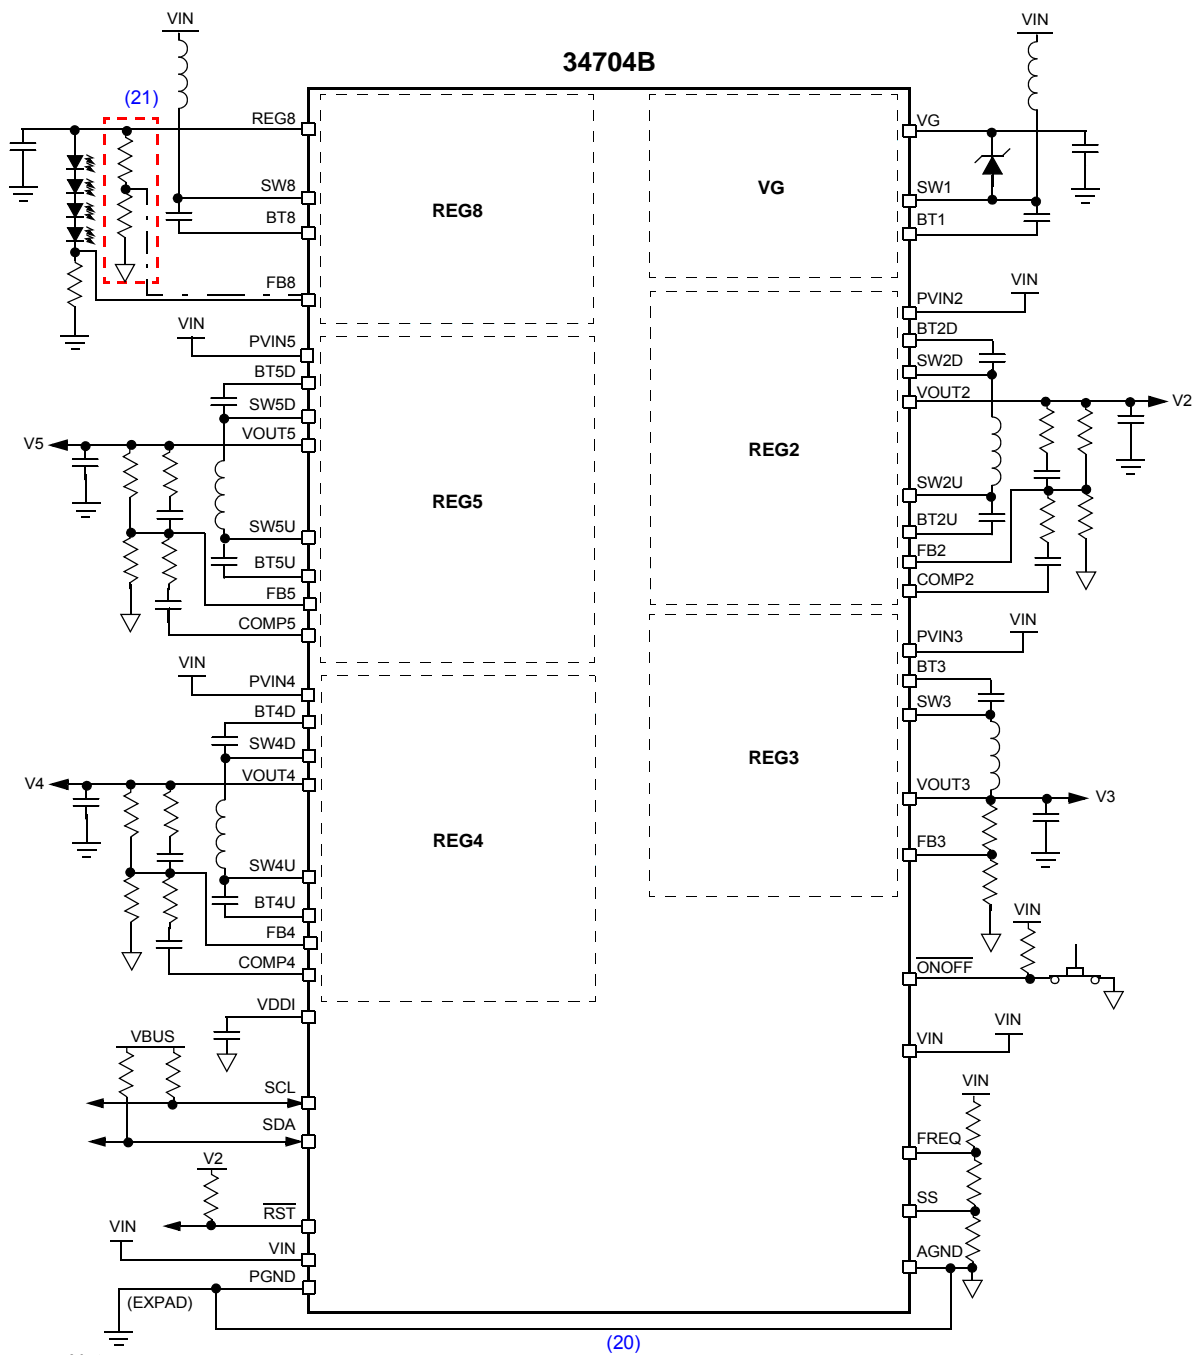 VIN
VIN
34704B
(21)
REG8
SW8
BT8
FB8
REG8
VG
VG
SW1
BT1
VIN
PVIN5
BT5D
SW5D
VOUT5
V5
SW5U
BT5U
FB5
COMP5
REG5
VIN
PVIN2
BT2D
SW2D
VOUT2
V2
SW2U
BT2U
FB2
COMP2
REG2
VIN
PVIN4
BT4D
SW4D
VOUT4
V4
SW4U
BT4U
FB4
COMP4
REG4
VIN
PVIN3
BT3
SW3
VOUT3
V3
FB3
REG3
VIN
ONOFF
VDDI
VBUS
SCL
SDA
V2
RST
VIN
VIN
PGND
(EXPAD)
VIN
VIN
VIN
FREQ
SS
AGND
(20)